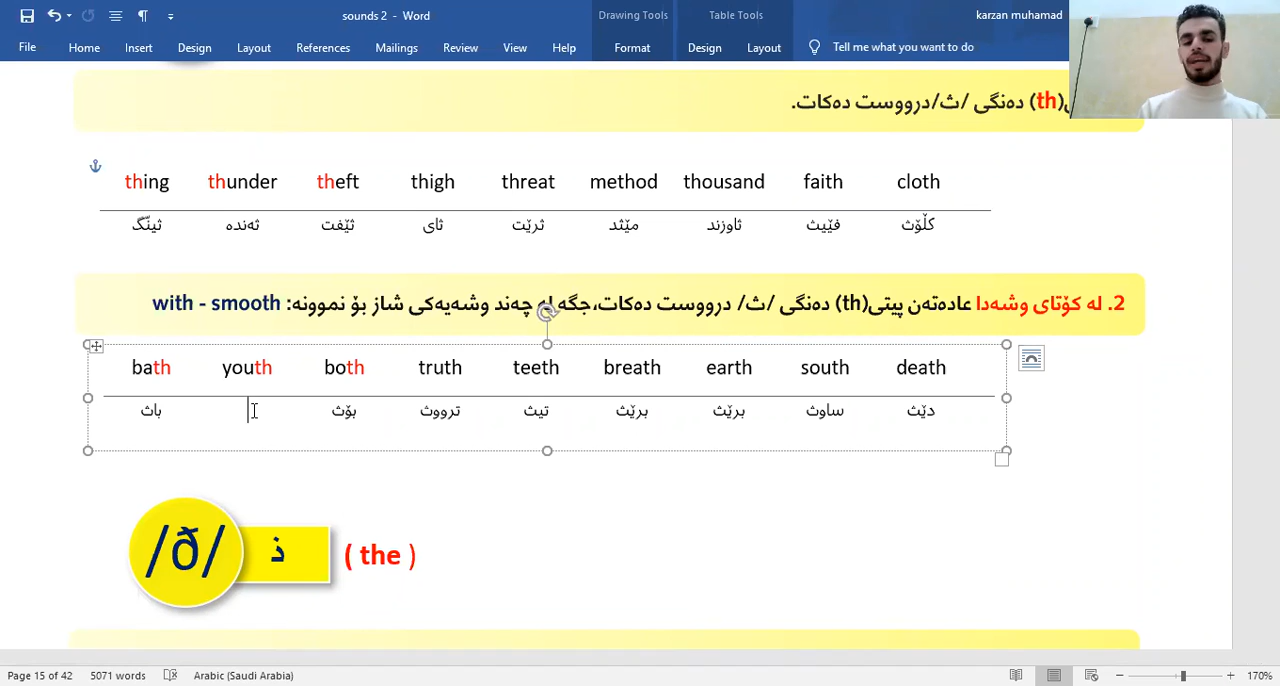 sounds 2 - Word
Drawing Tools
Table Tools
karzan muhamad
File Home Insert Design Layout References Mailings Review View Help Format Design Layout Tell me what you want to do
(th) دەنگی /ث/درووست دەکات.
thing thunder theft thigh threat method thousand faith cloth
ثینّگ ثەندە ثێفت ثای ثرێت مێثد ثاوزند فێیث کڵۆث
2. لە کۆتای وشەدا عادەتەن پیتی(th) دەنگی /ث/ درووست دەکات،جگە لە چەند وشەیەکی شاز بۆ نموونە: with - smooth
bath youth both truth teeth breath earth south death
باث بۆث ترووث تیث برێث برێث ساوث دێث
/ð/ ذ ( the )
Page 15 of 42 5071 words Arabic (Saudi Arabia) 170%